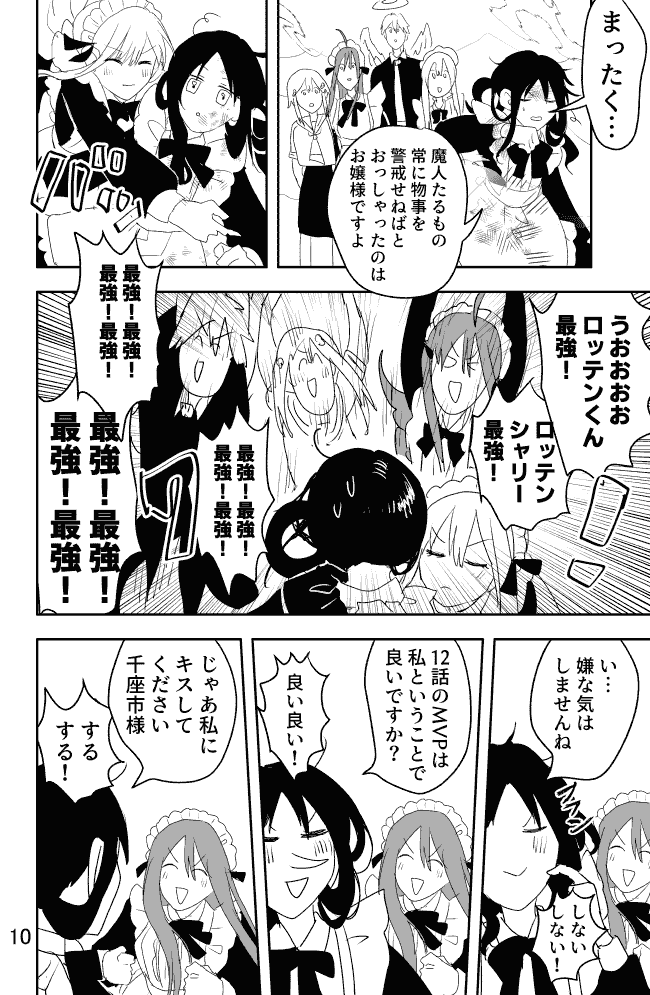 まったく…
魔人たるもの
常に物事を
警戒せねばと
おっしゃったのは
お嬢様ですよ
うおおおお
ロッテンくん
最強!
ロッテン
シャリー
最強!
最強!最強!
最強!最強!
最強!最強!
最強!最強!
最強!最強!
最強!最強!
ワッ
い…
嫌な気は
しませんね
しない
しない!
12話のMVPは
私ということで
良いですか?
良い良い!
じゃあ私に
キスして
ください
千座市様
する
する!
10